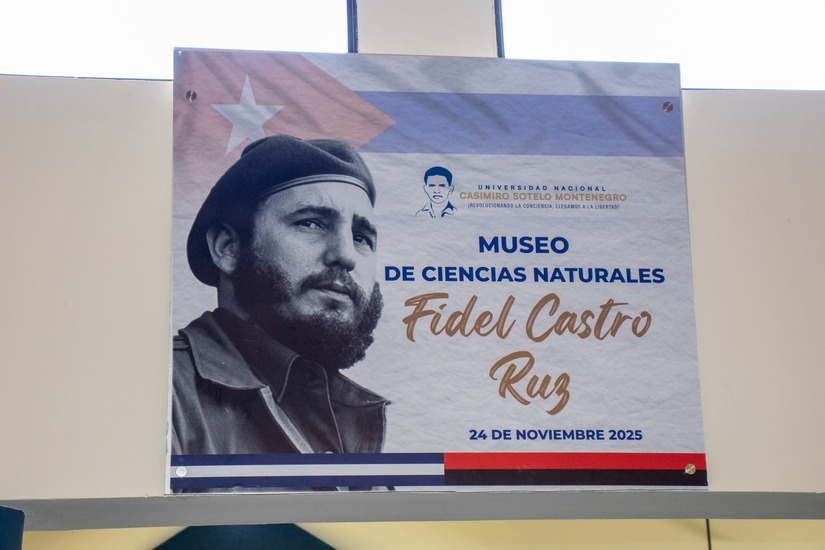 UNIVERSIDAD NACIONAL
CASIMIRO SOTELO MONTENEGRO
¡REVOLUCIONANDO LA CONCIENCIA, LLEGAMOS A LA LIBERTAD!
MUSEO
DE CIENCIAS NATURALES
Fidel Castro
Ruz
24 DE NOVIEMBRE 2025